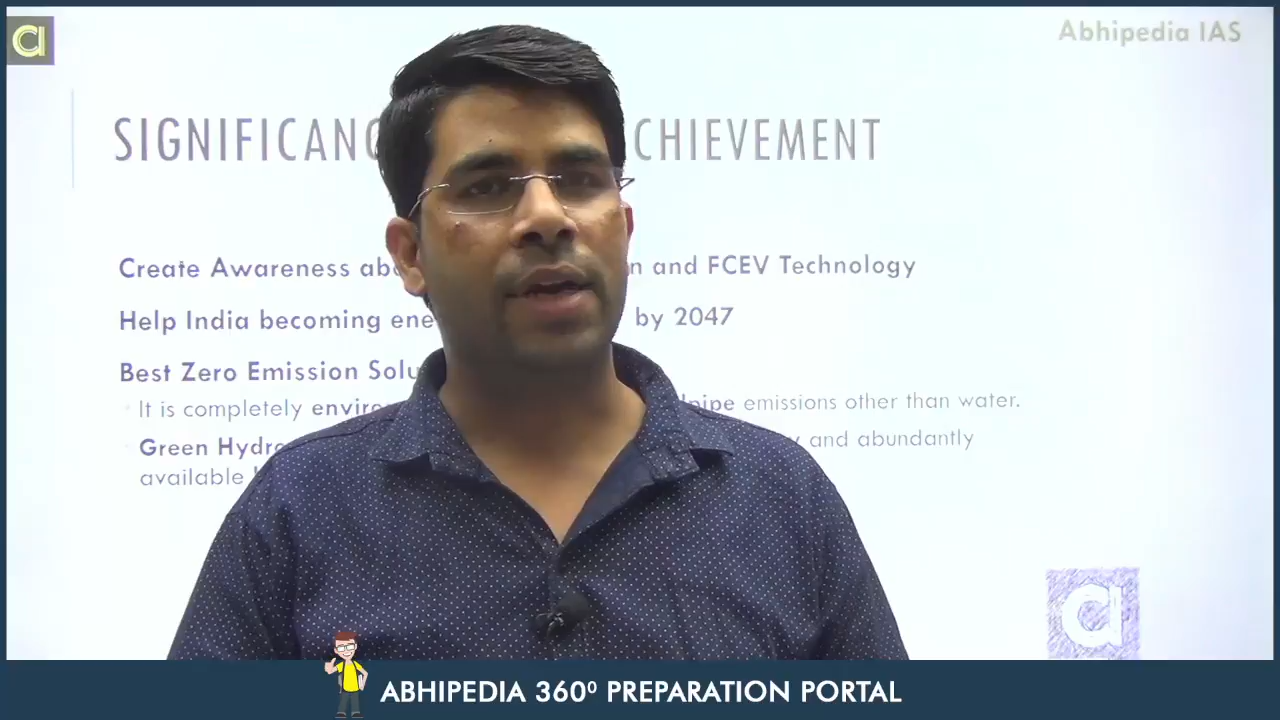 Abhipedia IAS
SIGNIFICANC CHIEVEMENT
Create Awareness ab n and FCEV Technology
Help India becoming ene by 2047
Best Zero Emission Solu
It is completely enviro lpipe emissions other than water.
Green Hydro y and abundantly
available
ABHIPEDIA 360⁰ PREPARATION PORTAL